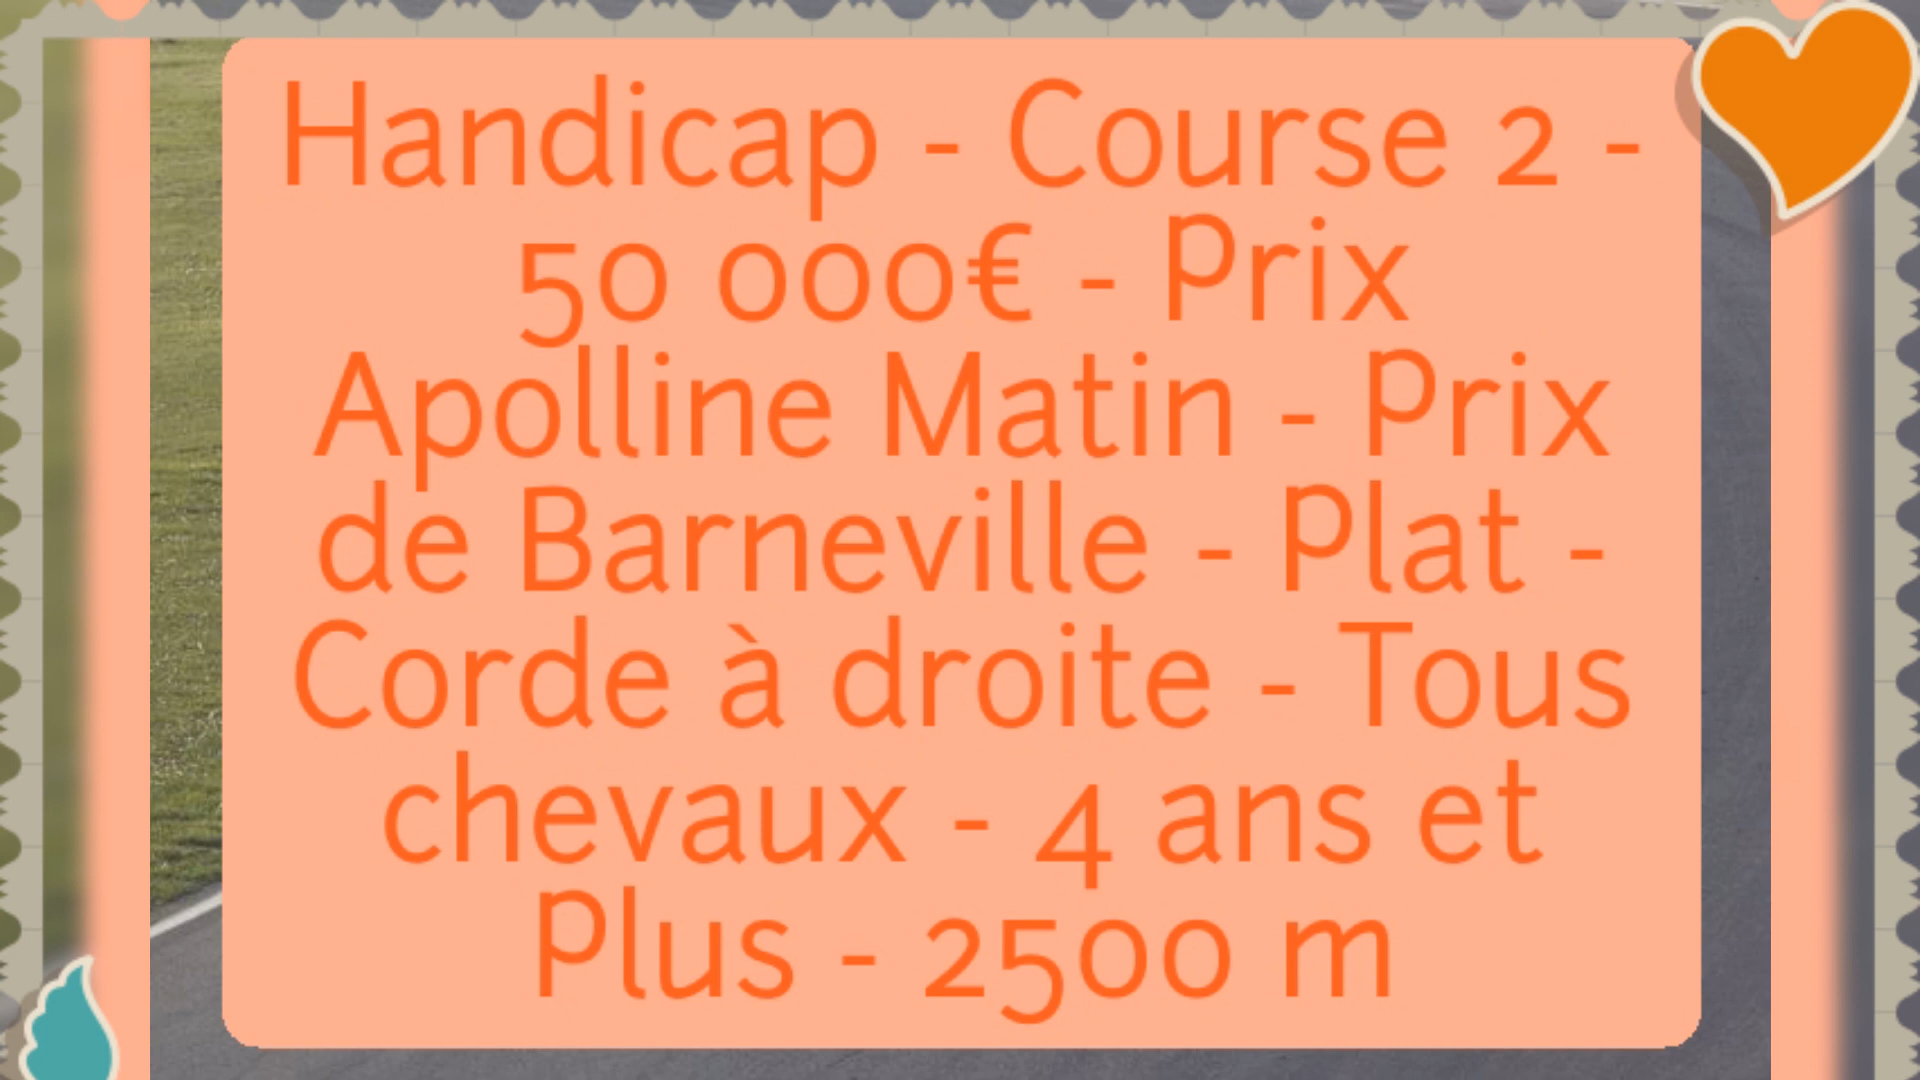 Handicap - Course 2 -
50 000€ - Prix
Apolline Matin - Prix
de Barneville - Plat -
Corde à droite - Tous
chevaux - 4 ans et
Plus - 2500 m